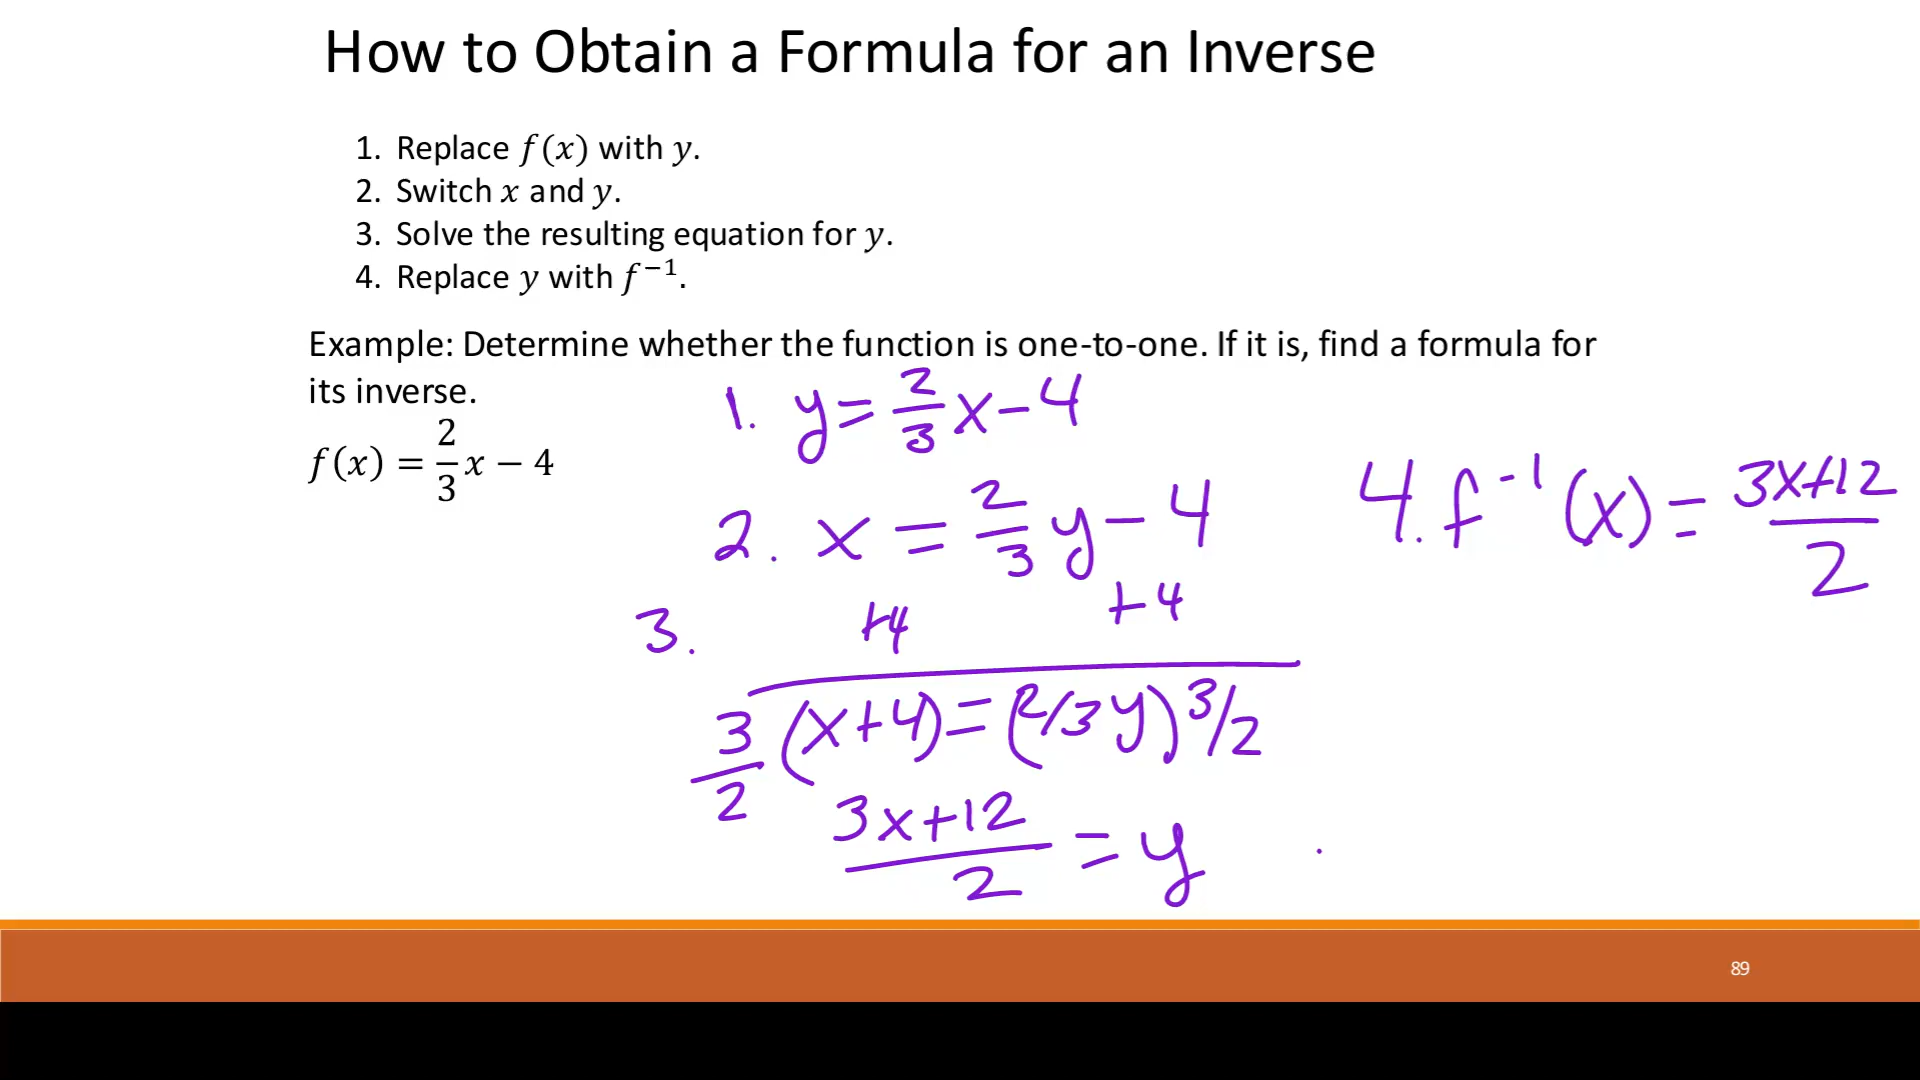 How to Obtain a Formula for an Inverse
1. Replace f(x) with y.
2. Switch x and y.
3. Solve the resulting equation for y.
4. Replace y with f⁻¹.
Example: Determine whether the function is one-to-one. If it is, find a formula for
its inverse.
f(x) = 2/3 x − 4
1. y = 2/3 x − 4
2. x = 2/3 y − 4
3. +4 +4
3/2 (x+4) = (2/3 y) 3/2
3x+12/2 = y
4. f⁻¹(x) = 3x+12/2
89